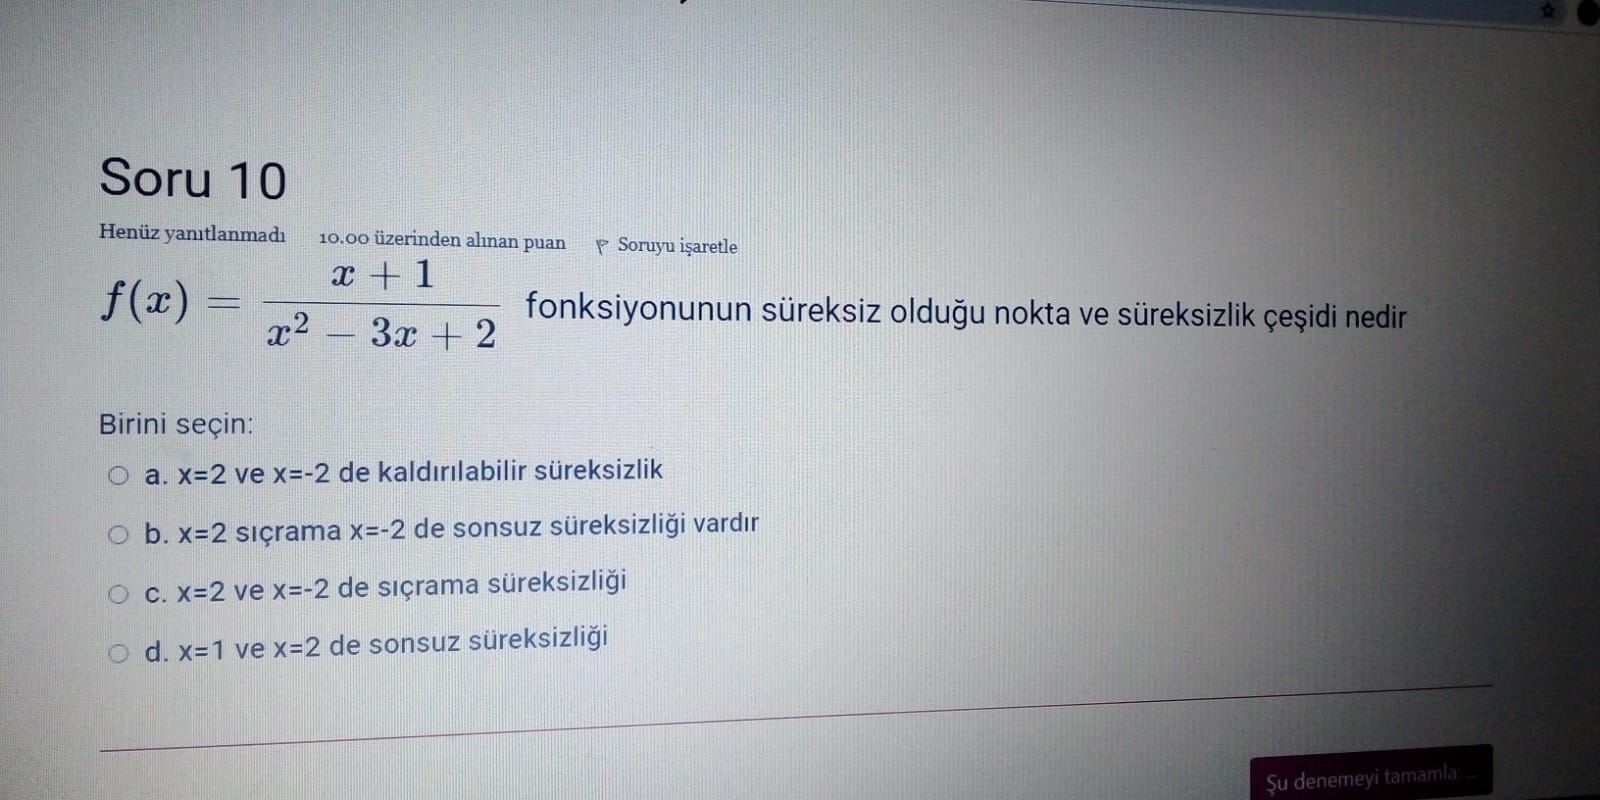 Soru 10
Henüz yanıtlanmadı 10.00 üzerinden alınan puan Soruyu işaretle
f(x) = (x + 1) / (x² − 3x + 2) fonksiyonunun süreksiz olduğu nokta ve süreksizlik çeşidi nedir
Birini seçin:
a. x=2 ve x=-2 de kaldırılabilir süreksizlik
b. x=2 sıçrama x=-2 de sonsuz süreksizliği vardır
c. x=2 ve x=-2 de sıçrama süreksizliği
d. x=1 ve x=2 de sonsuz süreksizliği
Şu denemeyi tamamla: ...